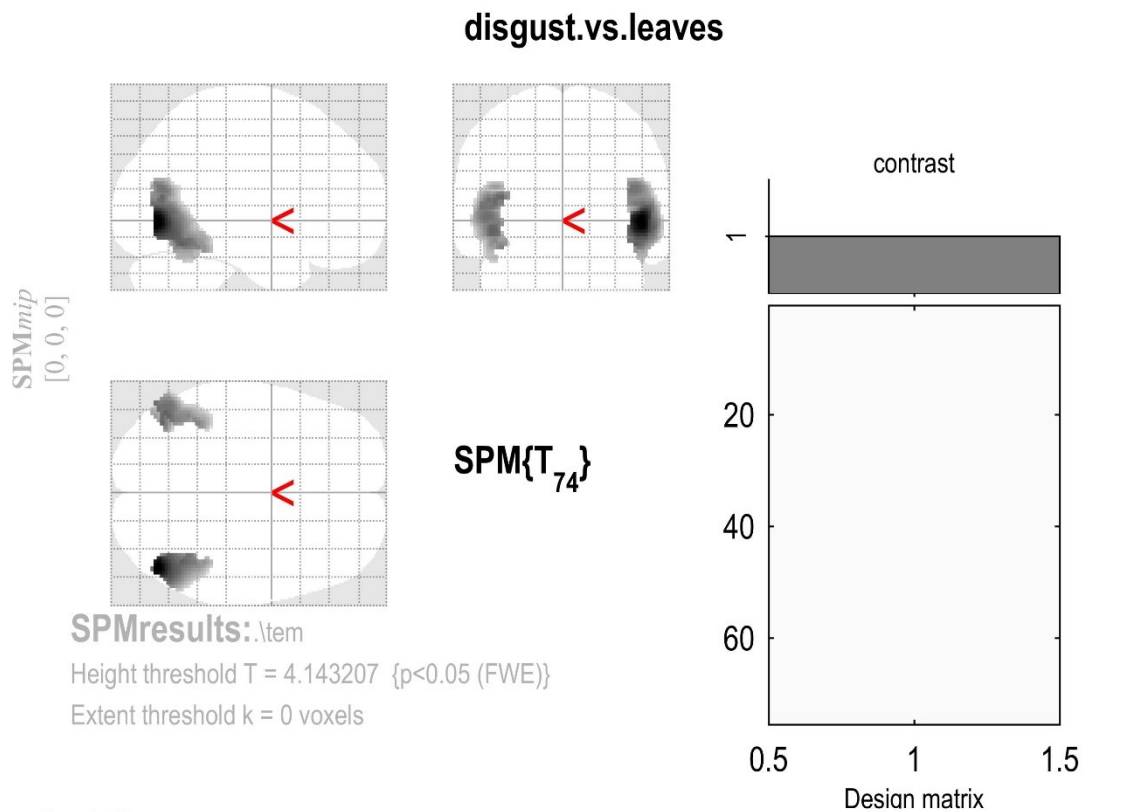 disgust.vs.leaves
SPMmip
[0, 0, 0]
<
<
<
SPM{T74}
SPMresults:.\tem
Height threshold T = 4.143207 {p<0.05 (FWE)}
Extent threshold k = 0 voxels
contrast
1
20
40
60
0.5 1 1.5
Design matrix